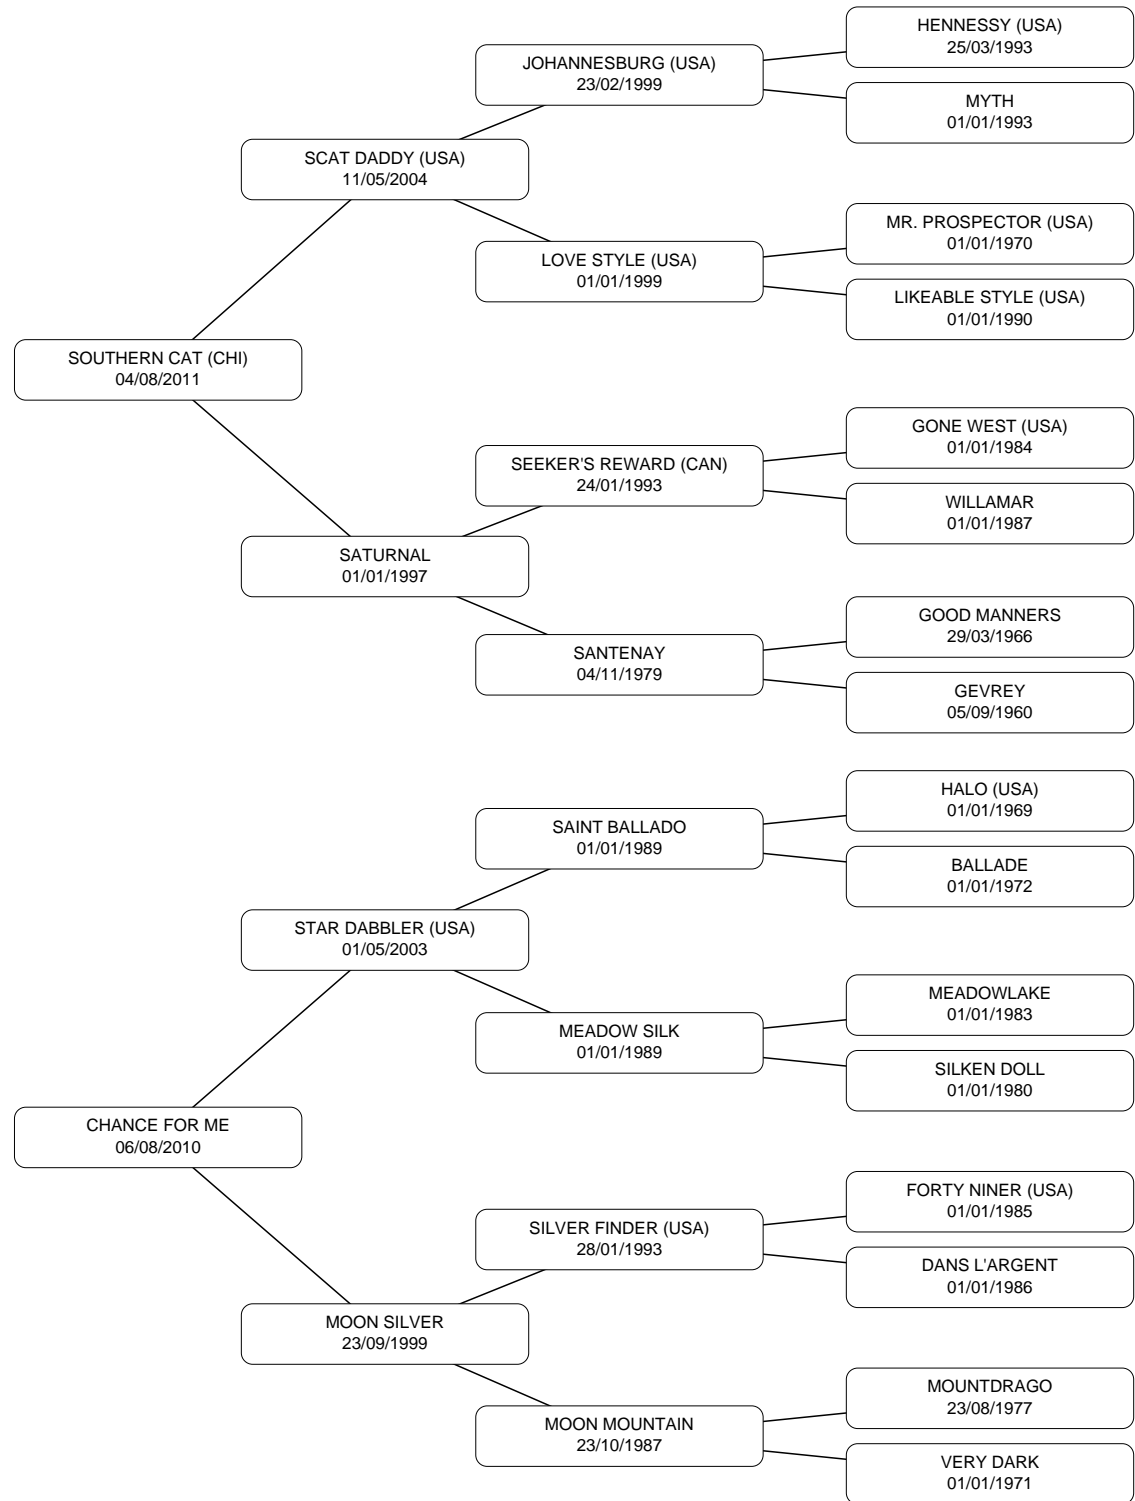 HENNESSY (USA)
25/03/1993
JOHANNESBURG (USA)
23/02/1999
MYTH
01/01/1993
SCAT DADDY (USA)
11/05/2004
MR. PROSPECTOR (USA)
01/01/1970
LOVE STYLE (USA)
01/01/1999
LIKEABLE STYLE (USA)
01/01/1990
SOUTHERN CAT (CHI)
04/08/2011
GONE WEST (USA)
01/01/1984
SEEKER'S REWARD (CAN)
24/01/1993
WILLAMAR
01/01/1987
SATURNAL
01/01/1997
GOOD MANNERS
29/03/1966
SANTENAY
04/11/1979
GEVREY
05/09/1960
HALO (USA)
01/01/1969
SAINT BALLADO
01/01/1989
BALLADE
01/01/1972
STAR DABBLER (USA)
01/05/2003
MEADOWLAKE
01/01/1983
MEADOW SILK
01/01/1989
SILKEN DOLL
01/01/1980
CHANCE FOR ME
06/08/2010
FORTY NINER (USA)
01/01/1985
SILVER FINDER (USA)
28/01/1993
DANS L'ARGENT
01/01/1986
MOON SILVER
23/09/1999
MOUNTDRAGO
23/08/1977
MOON MOUNTAIN
23/10/1987
VERY DARK
01/01/1971